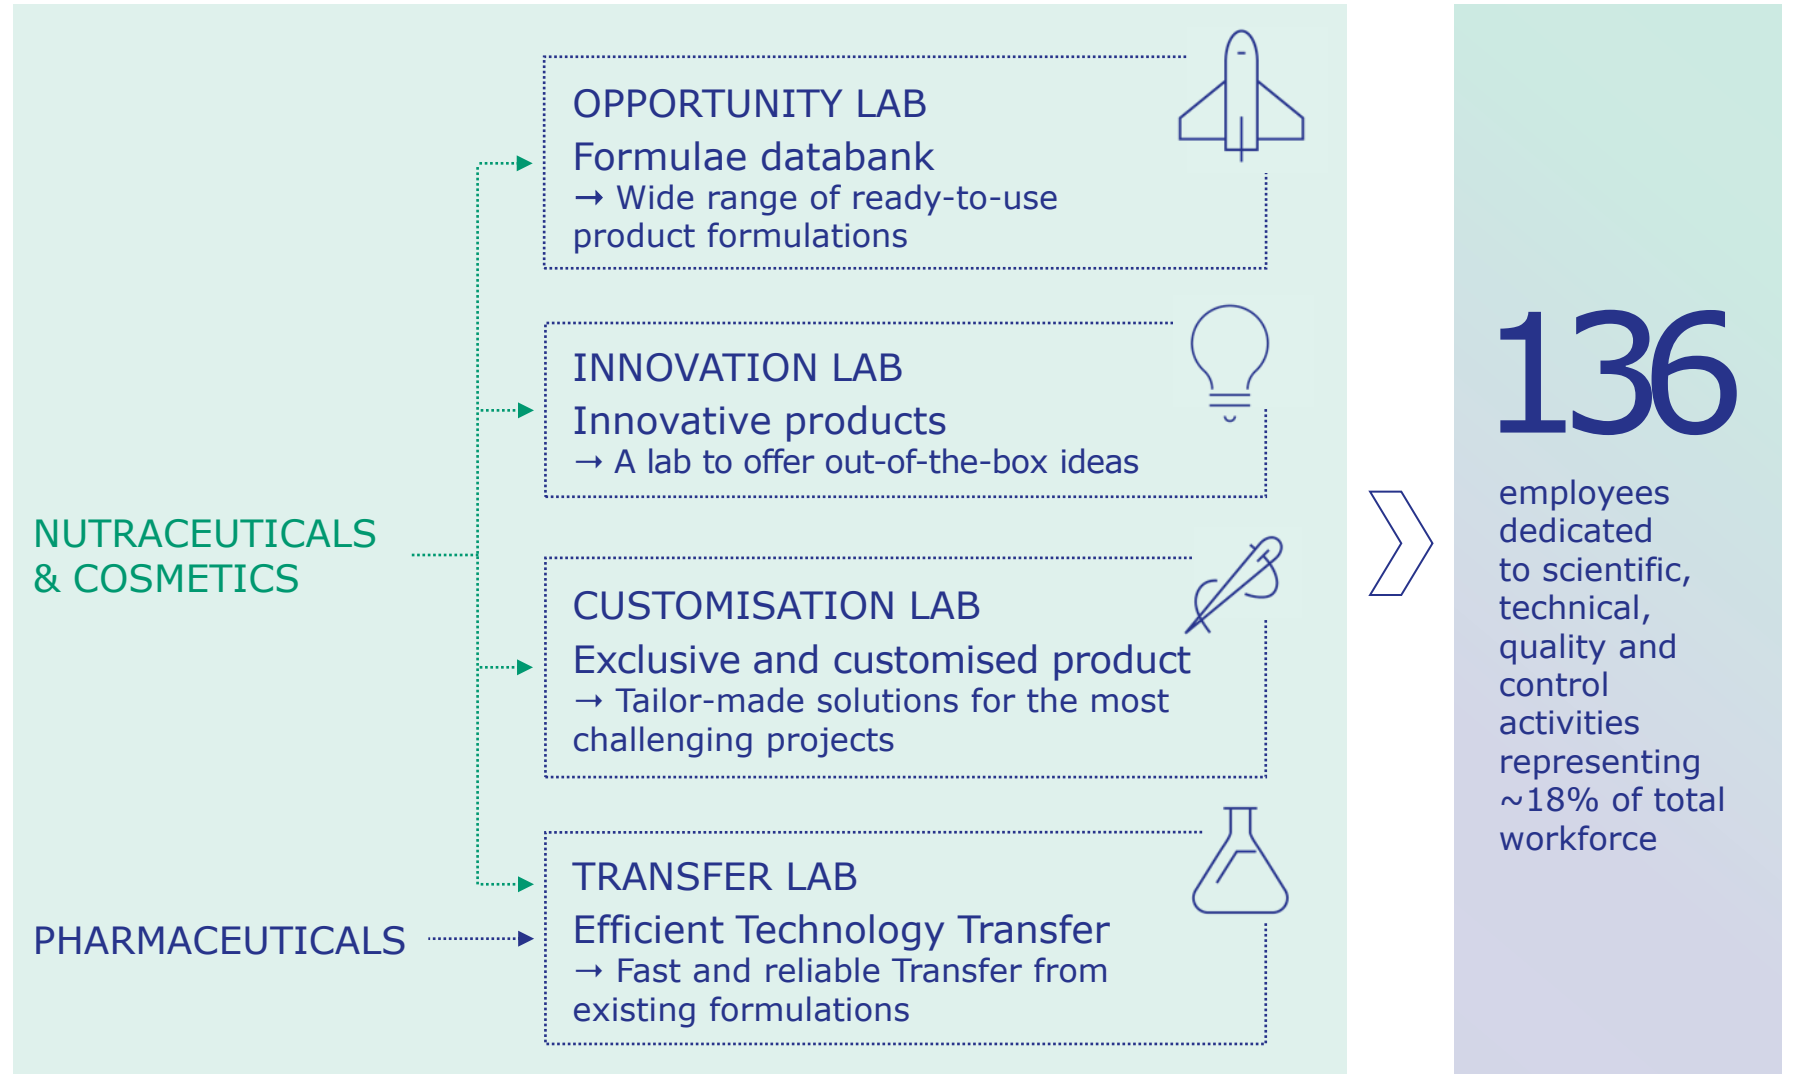 OPPORTUNITY LAB
Formulae databank
→ Wide range of ready-to-use
product formulations
INNOVATION LAB
Innovative products
→ A lab to offer out-of-the-box ideas
NUTRACEUTICALS
& COSMETICS
CUSTOMISATION LAB
Exclusive and customised product
→ Tailor-made solutions for the most
challenging projects
TRANSFER LAB
Efficient Technology Transfer
→ Fast and reliable Transfer from
existing formulations
PHARMACEUTICALS
136
employees
dedicated
to scientific,
technical,
quality and
control
activities
representing
~18% of total
workforce